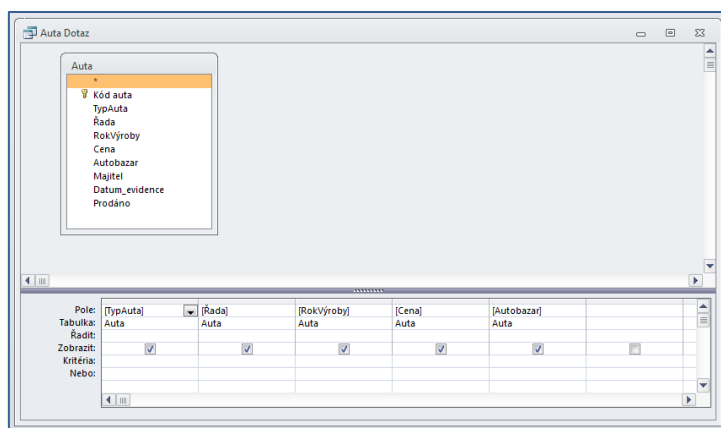 Auta Dotaz
Auta
*
Kód auta
TypAuta
Řada
RokVýroby
Cena
Autobazar
Majitel
Datum_evidence
Prodáno
Pole: [TypAuta] [Řada] [RokVýroby] [Cena] [Autobazar]
Tabulka: Auta Auta Auta Auta Auta
Řadit:
Zobrazit:
Kritéria:
Nebo: